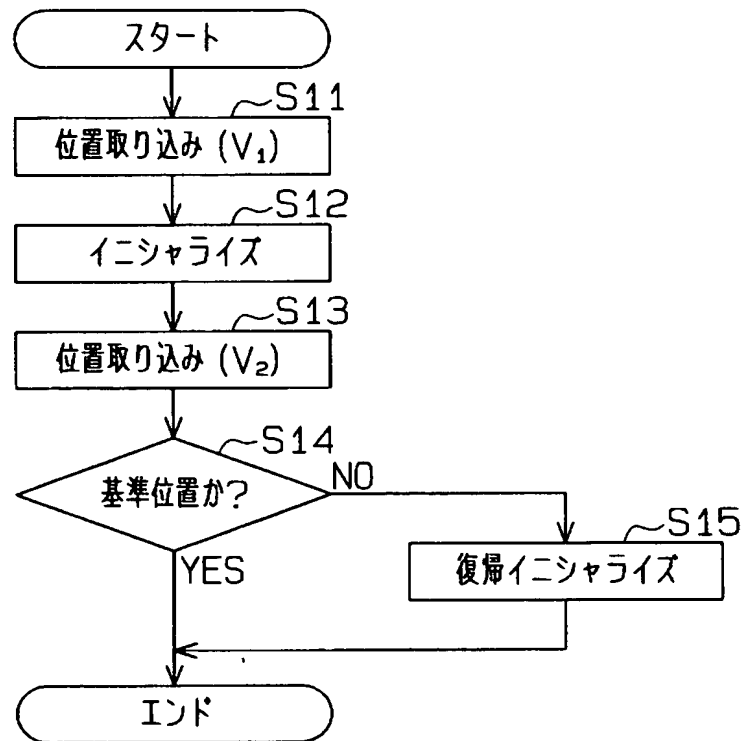 スタート
S11
位置取り込み (V₁)
S12
イニシャライズ
S13
位置取り込み (V₂)
S14
基準位置か?
NO
YES
S15
復帰イニシャライズ
エンド